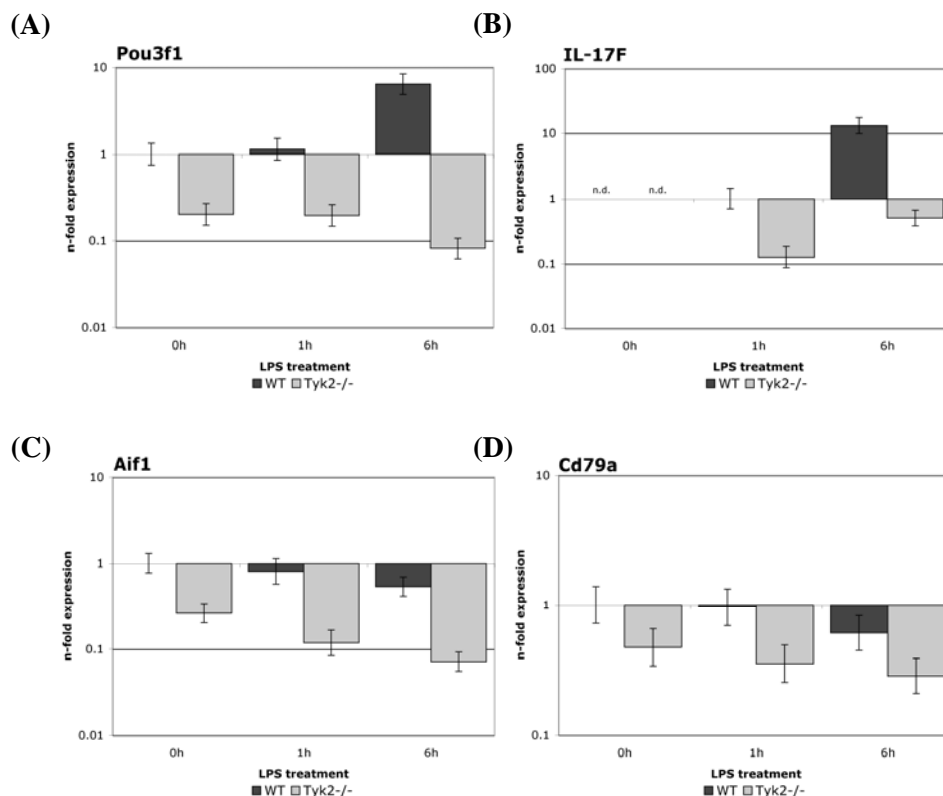 (A)
Pou3f1
10
1
0.1
0.01
n-fold expression
0h 1h 6h
LPS treatment
WT Tyk2-/-
(B)
IL-17F
100
10
1
0.1
0.01
n-fold expression
n.d. n.d.
0h 1h 6h
LPS treatment
WT Tyk2-/-
(C)
Aif1
10
1
0.1
0.01
n-fold expression
0h 1h 6h
LPS treatment
WT Tyk2-/-
(D)
Cd79a
10
1
0.1
n-fold expression
0h 1h 6h
LPS treatment
WT Tyk2-/-